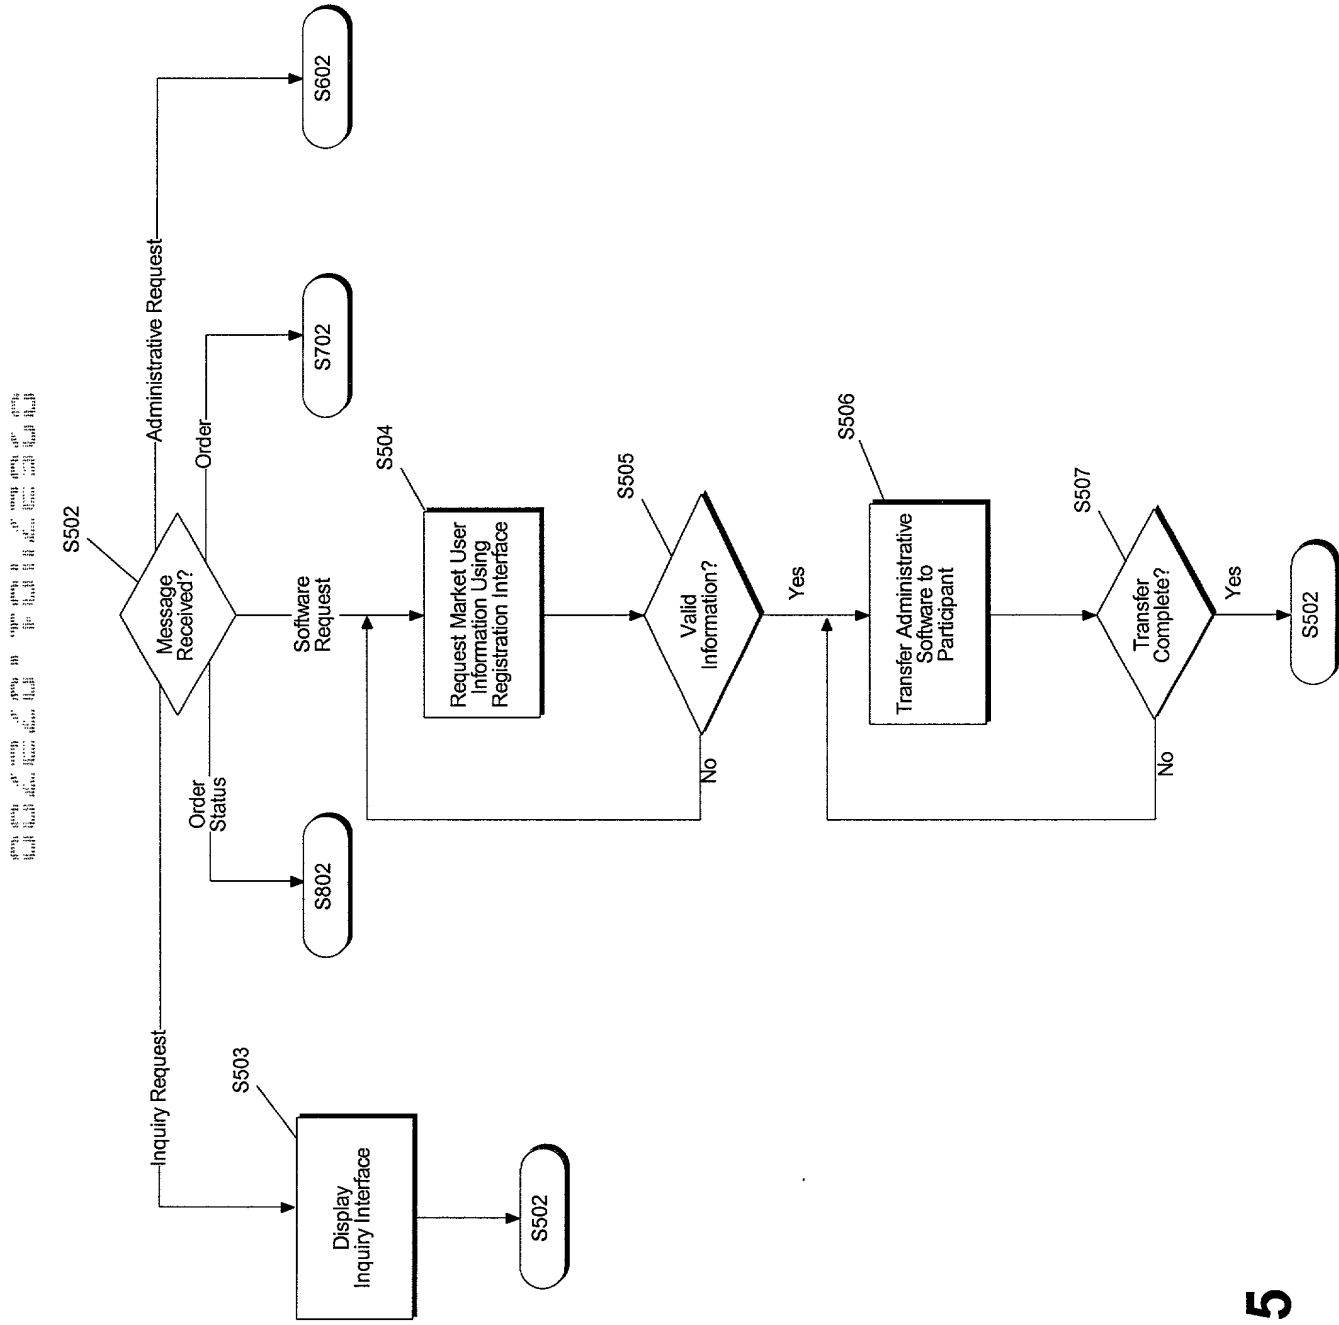 S502
Message
Received?
Inquiry Request
Order
Status
Software
Request
Order
Administrative Request
S503
Display
Inquiry Interface
S502
S802
S702
S602
S504
Request Market User
Information Using
Registration Interface
S505
Valid
Information?
No
Yes
S506
Transfer Administrative
Software to
Participant
S507
Transfer
Complete?
No
Yes
S502
5